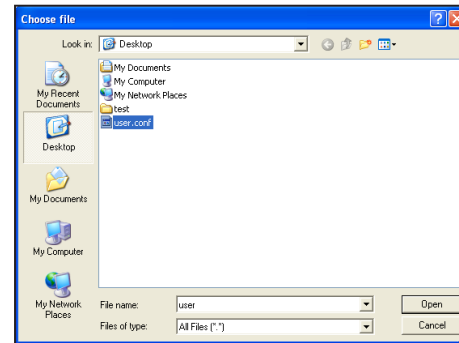 Choose file
Look in:
Desktop
My Recent
Documents
Desktop
My Documents
My Computer
My Network
Places
My Documents
My Computer
My Network Places
test
user.conf
File name:
user
Open
Files of type:
All Files (*.*)
Cancel